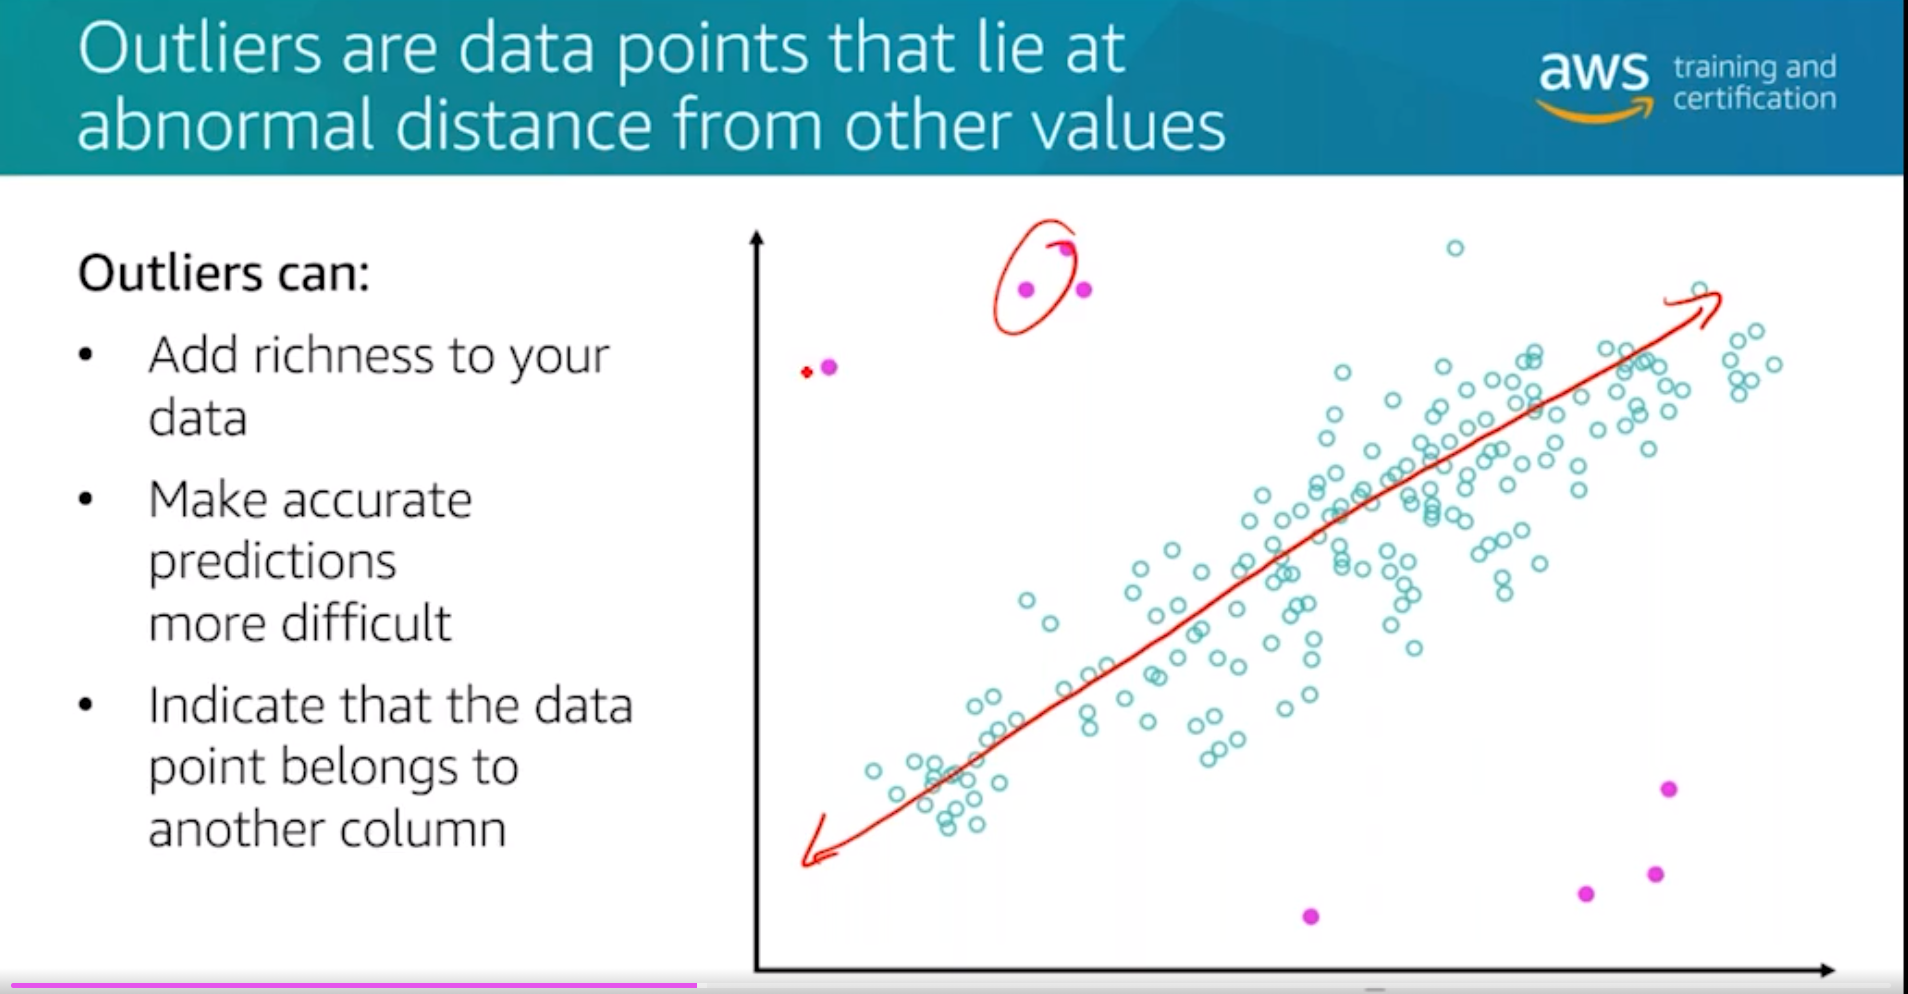 Outliers are data points that lie at
abnormal distance from other values
aws training and
certification
Outliers can:
• Add richness to your
data
• Make accurate
predictions
more difficult
• Indicate that the data
point belongs to
another column